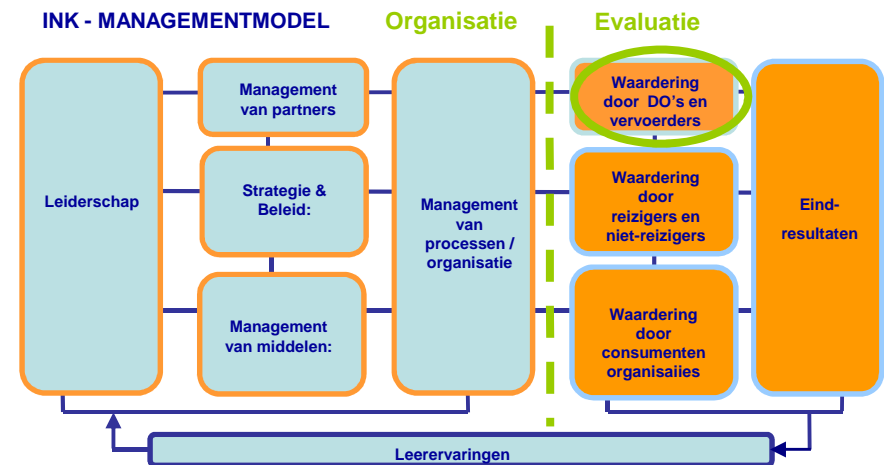 INK - MANAGEMENTMODEL
Organisatie
Evaluatie
Leiderschap
Management
van partners
Strategie &
Beleid:
Management
van middelen:
Management
van
processen /
organisatie
Waardering
door DO's en
vervoerders
Waardering
door
reizigers en
niet-reizigers
Waardering
door
consumenten
organisaiies
Eind-
resultaten
Leerervaringen